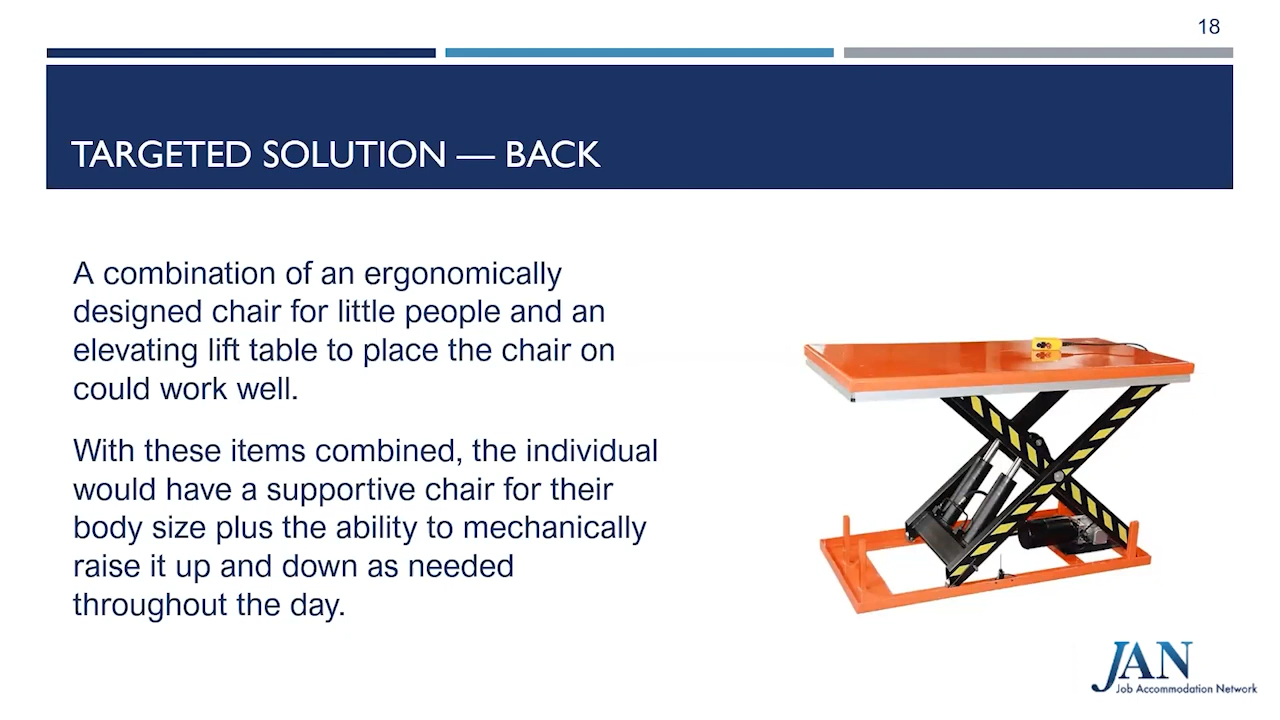 18
TARGETED SOLUTION — BACK
A combination of an ergonomically
designed chair for little people and an
elevating lift table to place the chair on
could work well.
With these items combined, the individual
would have a supportive chair for their
body size plus the ability to mechanically
raise it up and down as needed
throughout the day.
JAN
Job Accommodation Network